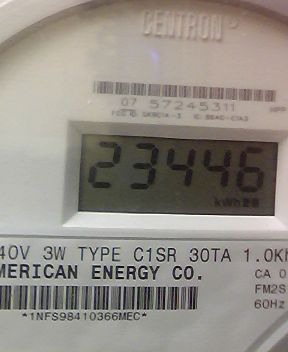 CENTRON®
07 57245311
23446
kWh
40V 3W TYPE C1SR 30TA 1.0K
MERICAN ENERGY CO.
CA 0
FM2S
60Hz
*1NFS98410366MEC*